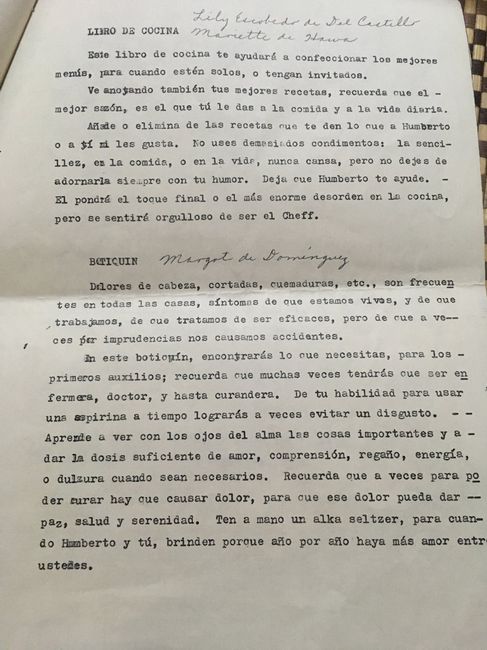 LIBRO DE COCINA Lily Escobedo de Del Castillo
Mariette de Hawa
Este libro de cocina te ayudará a confeccionar los mejores
menús, para cuando estén solos, o tengan invitados.
Ve anotando también tus mejores recetas, recuerda que el -
mejor sazón, es el que tú le das a la comida y a la vida diaria.
Añade o elimina de las recetas que te den lo que a Humberto
o a tí ni les gusta. No uses demasiados condimentos: la senci-
llez, en la comida, o en la vida, nunca cansa, pero no dejes de
adornarla siempre con tu humor. Deja que Humberto te ayude. -
El pondrá el toque final o el más enorme desorden en la cocina,
pero se sentirá orgulloso de ser el Cheff.
BOTIQUIN Margot de Domínguez
Dolores de cabeza, cortadas, quemaduras, etc., son frecuen
tes en todas las casas, síntomas de que estamos vivos, y de que
trabajamos, de que tratamos de ser eficaces, pero de que a ve--
ces por imprudencias nos causamos accidentes.
En este botiquín, encontrarás lo que necesitas, para los -
primeros auxilios; recuerda que muchas veces tendrás que ser en
fermera, doctor, y hasta curandera. De tu habilidad para usar
una aspirina a tiempo lograrás a veces evitar un disgusto. - -
Aprende a ver con los ojos del alma las cosas importantes y a -
dar la dosis suficiente de amor, comprensión, regaño, energía,
o dulzura cuando sean necesarios. Recuerda que a veces para po
der curar hay que causar dolor, para que ese dolor pueda dar --
paz, salud y serenidad. Ten a mano un alka seltzer, para cuan-
do Humberto y tú, brinden porque año por año haya más amor entre
ustedes.